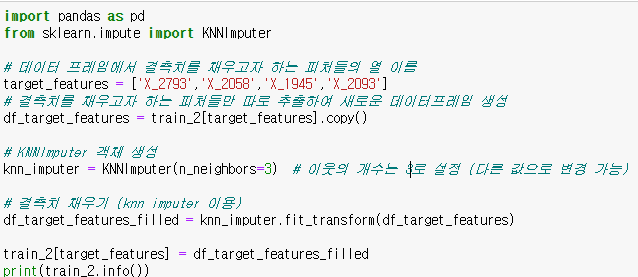 import pandas as pd
from sklearn.impute import KNNImputer
# 데이터 프레임에서 결측치를 채우고자 하는 피처들의 열 이름
target_features = ['X_2793','X_2058','X_1945','X_2093']
# 결측치를 채우고자 하는 피처들만 따로 추출하여 새로운 데이터프레임 생성
df_target_features = train_2[target_features].copy()
# KNNImputer 객체 생성
knn_imputer = KNNImputer(n_neighbors=3)  # 이웃의 개수는 로 설정 (다른 값으로 변경 가능)
# 결측치 채우기 (knn imputer 이용)
df_target_features_filled = knn_imputer.fit_transform(df_target_features)
train_2[target_features] = df_target_features_filled
print(train_2.info())